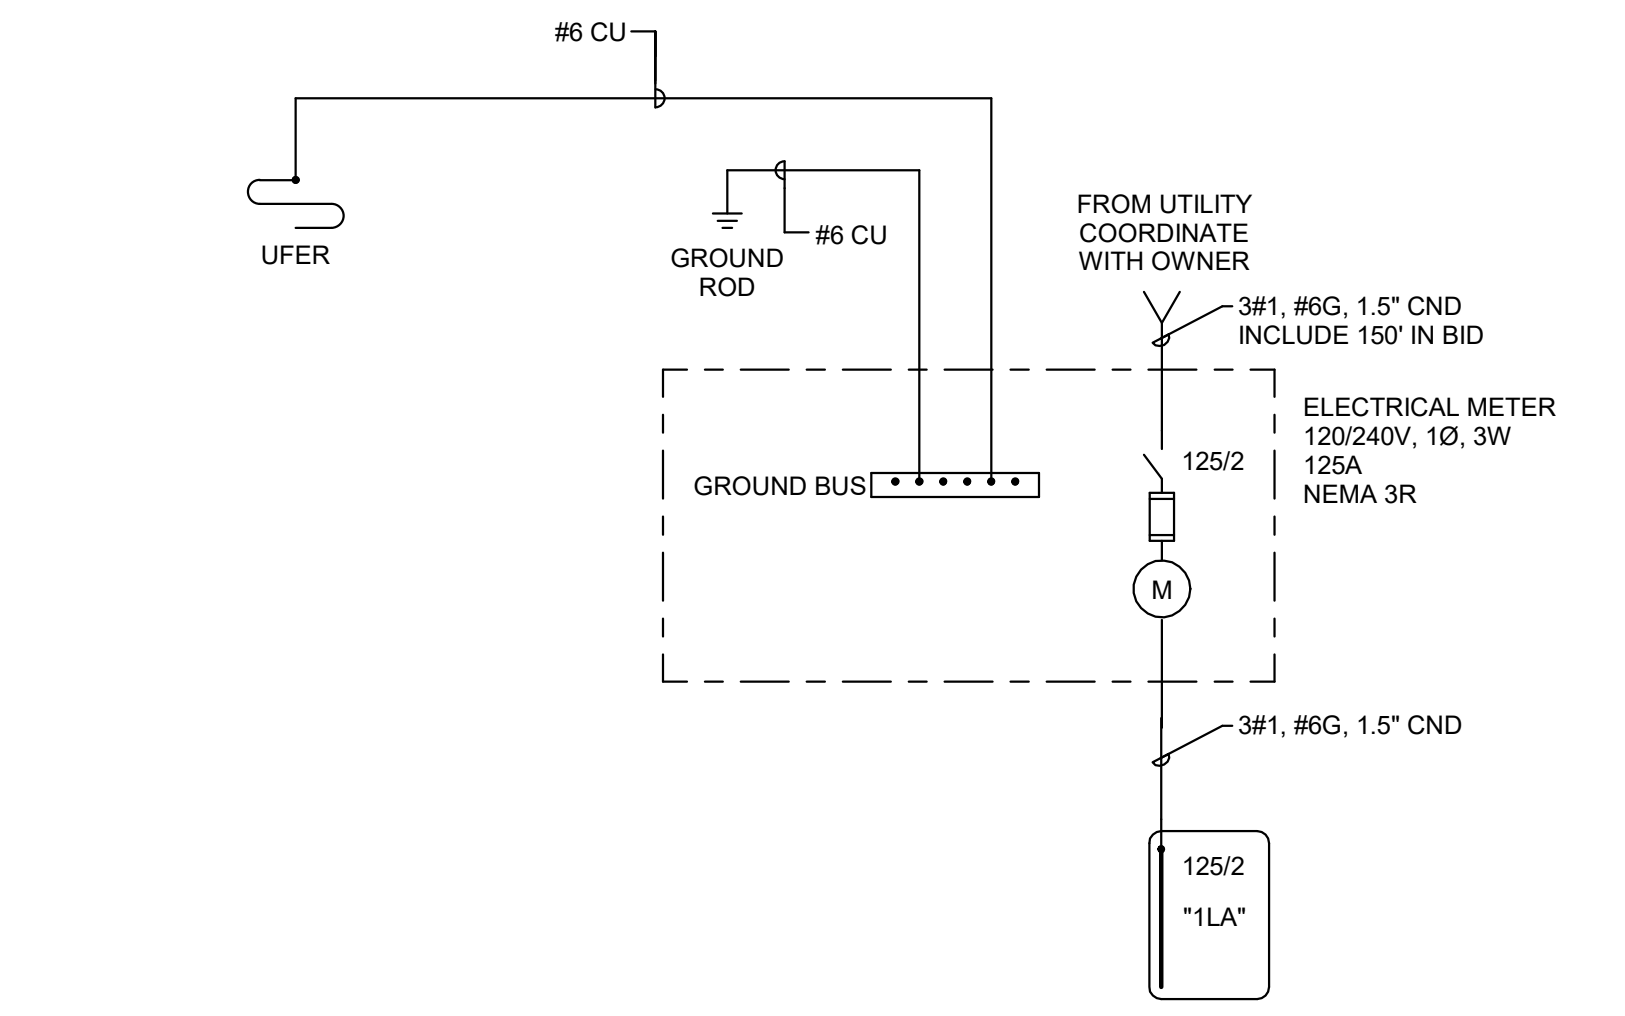 #6 CU
UFER
#6 CU
GROUND
ROD
FROM UTILITY
COORDINATE
WITH OWNER
3#1, #6G, 1.5" CND
INCLUDE 150' IN BID
ELECTRICAL METER
120/240V, 1Ø, 3W
125A
NEMA 3R
125/2
GROUND BUS
M
3#1, #6G, 1.5" CND
125/2
"1LA"